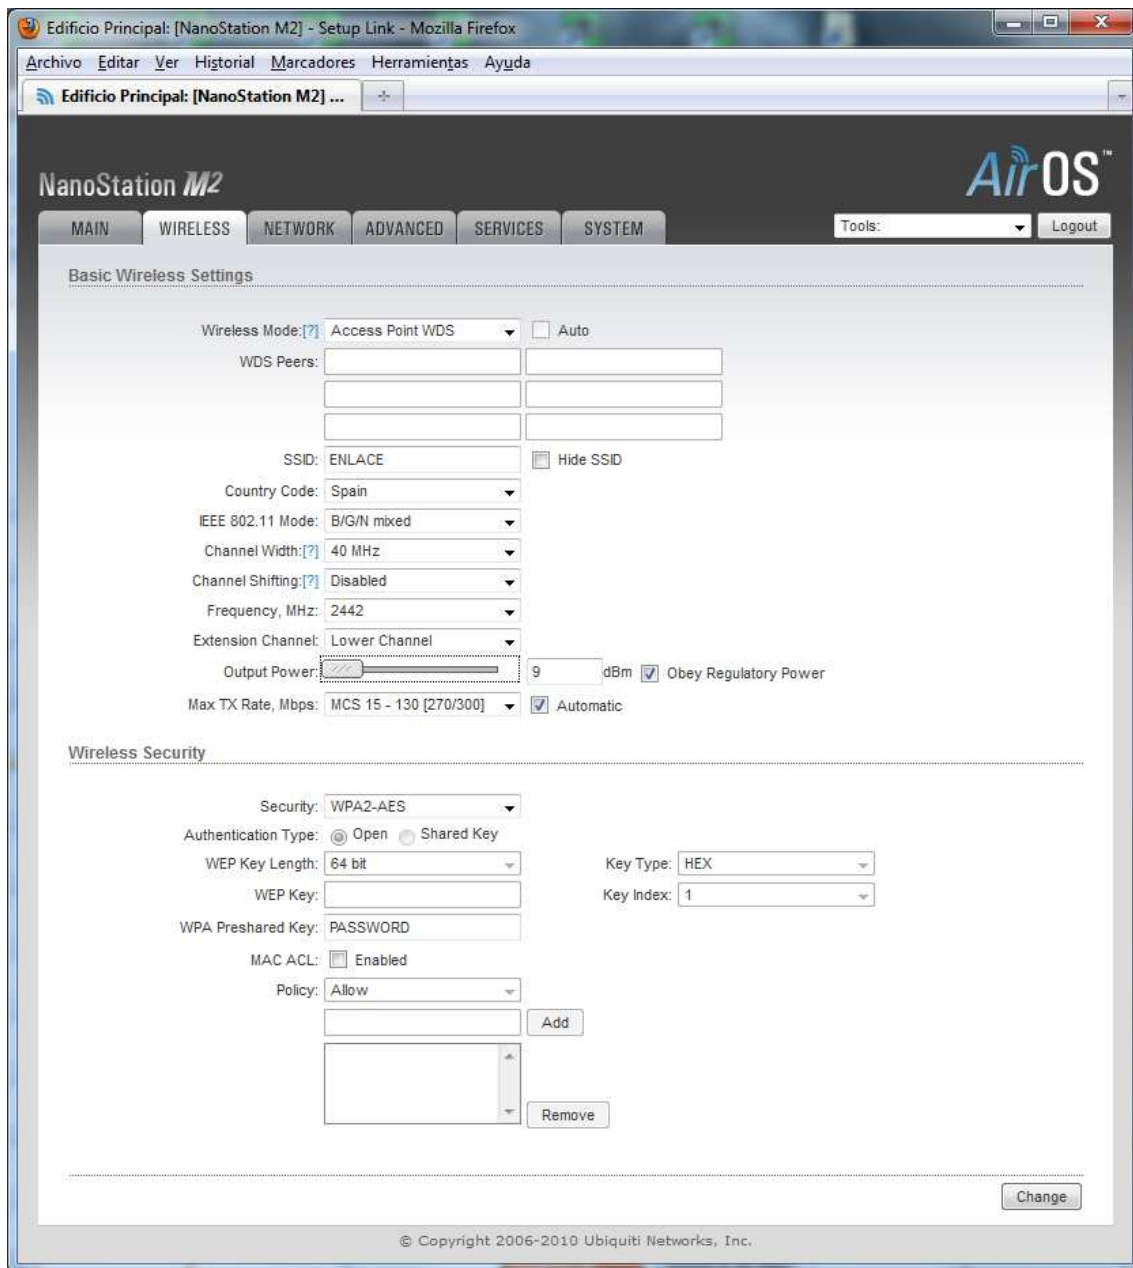 Edificio Principal: [NanoStation M2] - Setup Link - Mozilla Firefox
Archivo Editar Ver Historial Marcadores Herramientas Ayuda
Edificio Principal: [NanoStation M2] ...
NanoStation M2
AirOS™
MAIN WIRELESS NETWORK ADVANCED SERVICES SYSTEM Tools: Logout
Basic Wireless Settings
Wireless Mode:[?] Access Point WDS Auto
WDS Peers:
SSID: ENLACE Hide SSID
Country Code: Spain
IEEE 802.11 Mode: B/G/N mixed
Channel Width:[?] 40 MHz
Channel Shifting:[?] Disabled
Frequency, MHz: 2442
Extension Channel: Lower Channel
Output Power: 9 dBm Obey Regulatory Power
Max TX Rate, Mbps: MCS 15 - 130 [270/300] Automatic
Wireless Security
Security: WPA2-AES
Authentication Type: Open Shared Key
WEP Key Length: 64 bit Key Type: HEX
WEP Key: Key Index: 1
WPA Preshared Key: PASSWORD
MAC ACL: Enabled
Policy: Allow
Add
Remove
Change
© Copyright 2006-2010 Ubiquiti Networks, Inc.